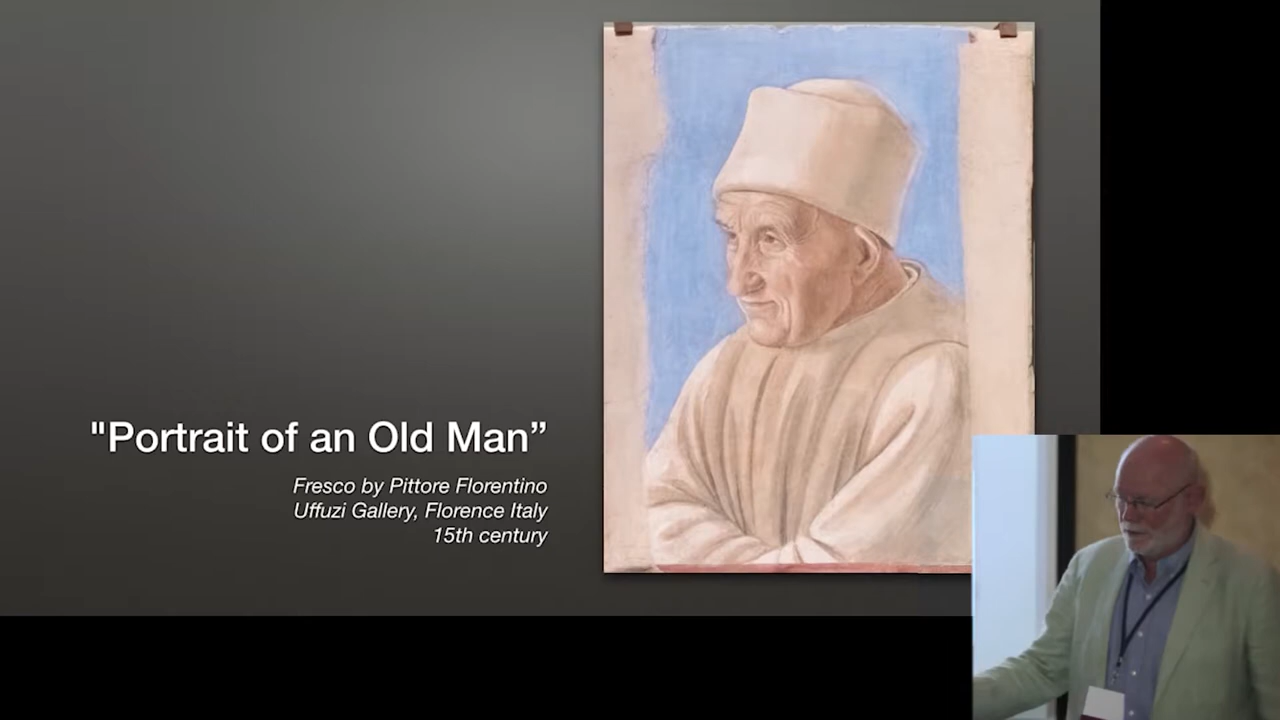 "Portrait of an Old Man”
Fresco by Pittore Florentino
Uffuzi Gallery, Florence Italy
15th century